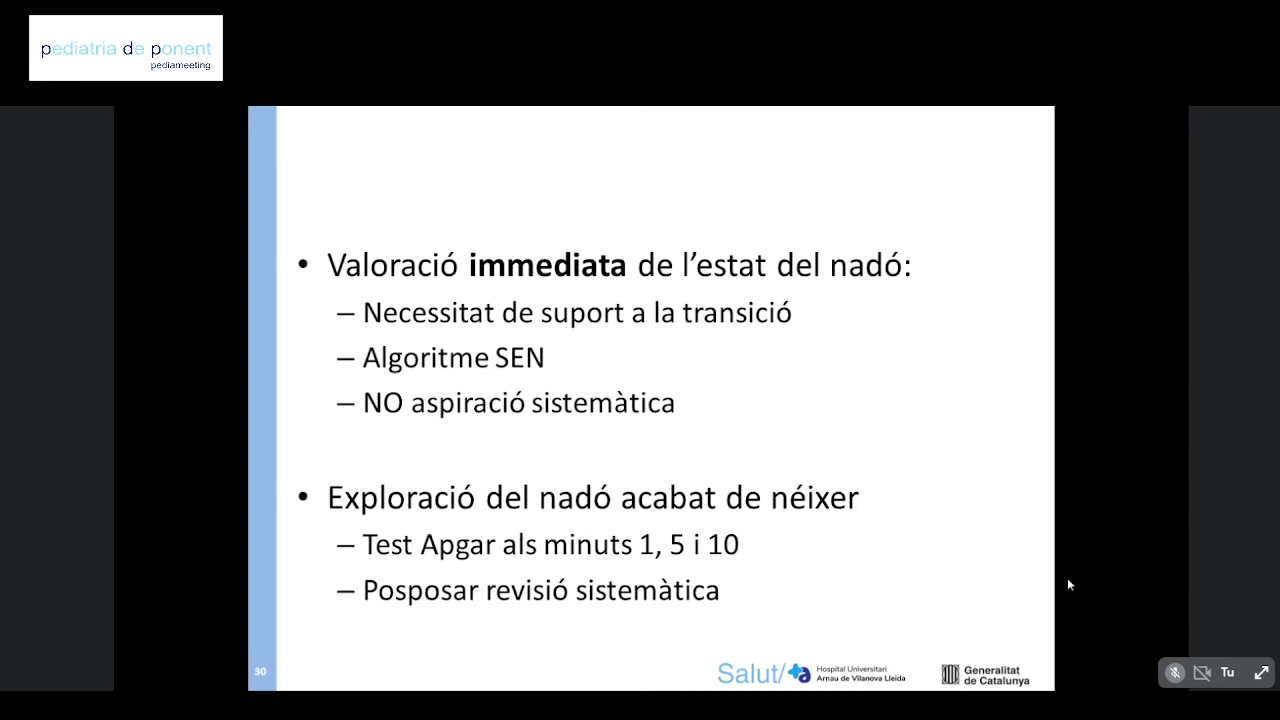 pediatria de ponent
pediameeting
• Valoració immediata de l’estat del nadó:
– Necessitat de suport a la transició
– Algoritme SEN
– NO aspiració sistemàtica
• Exploració del nadó acabat de néixer
– Test Apgar als minuts 1, 5 i 10
– Posposar revisió sistemàtica
30
Salut/
Hospital Universitari
Arnau de Vilanova Lleida
Generalitat
de Catalunya
Tu